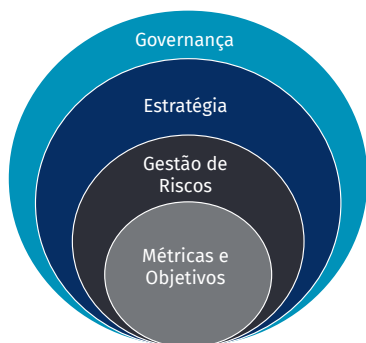 Governança
Estratégia
Gestão de
Riscos
Métricas e
Objetivos